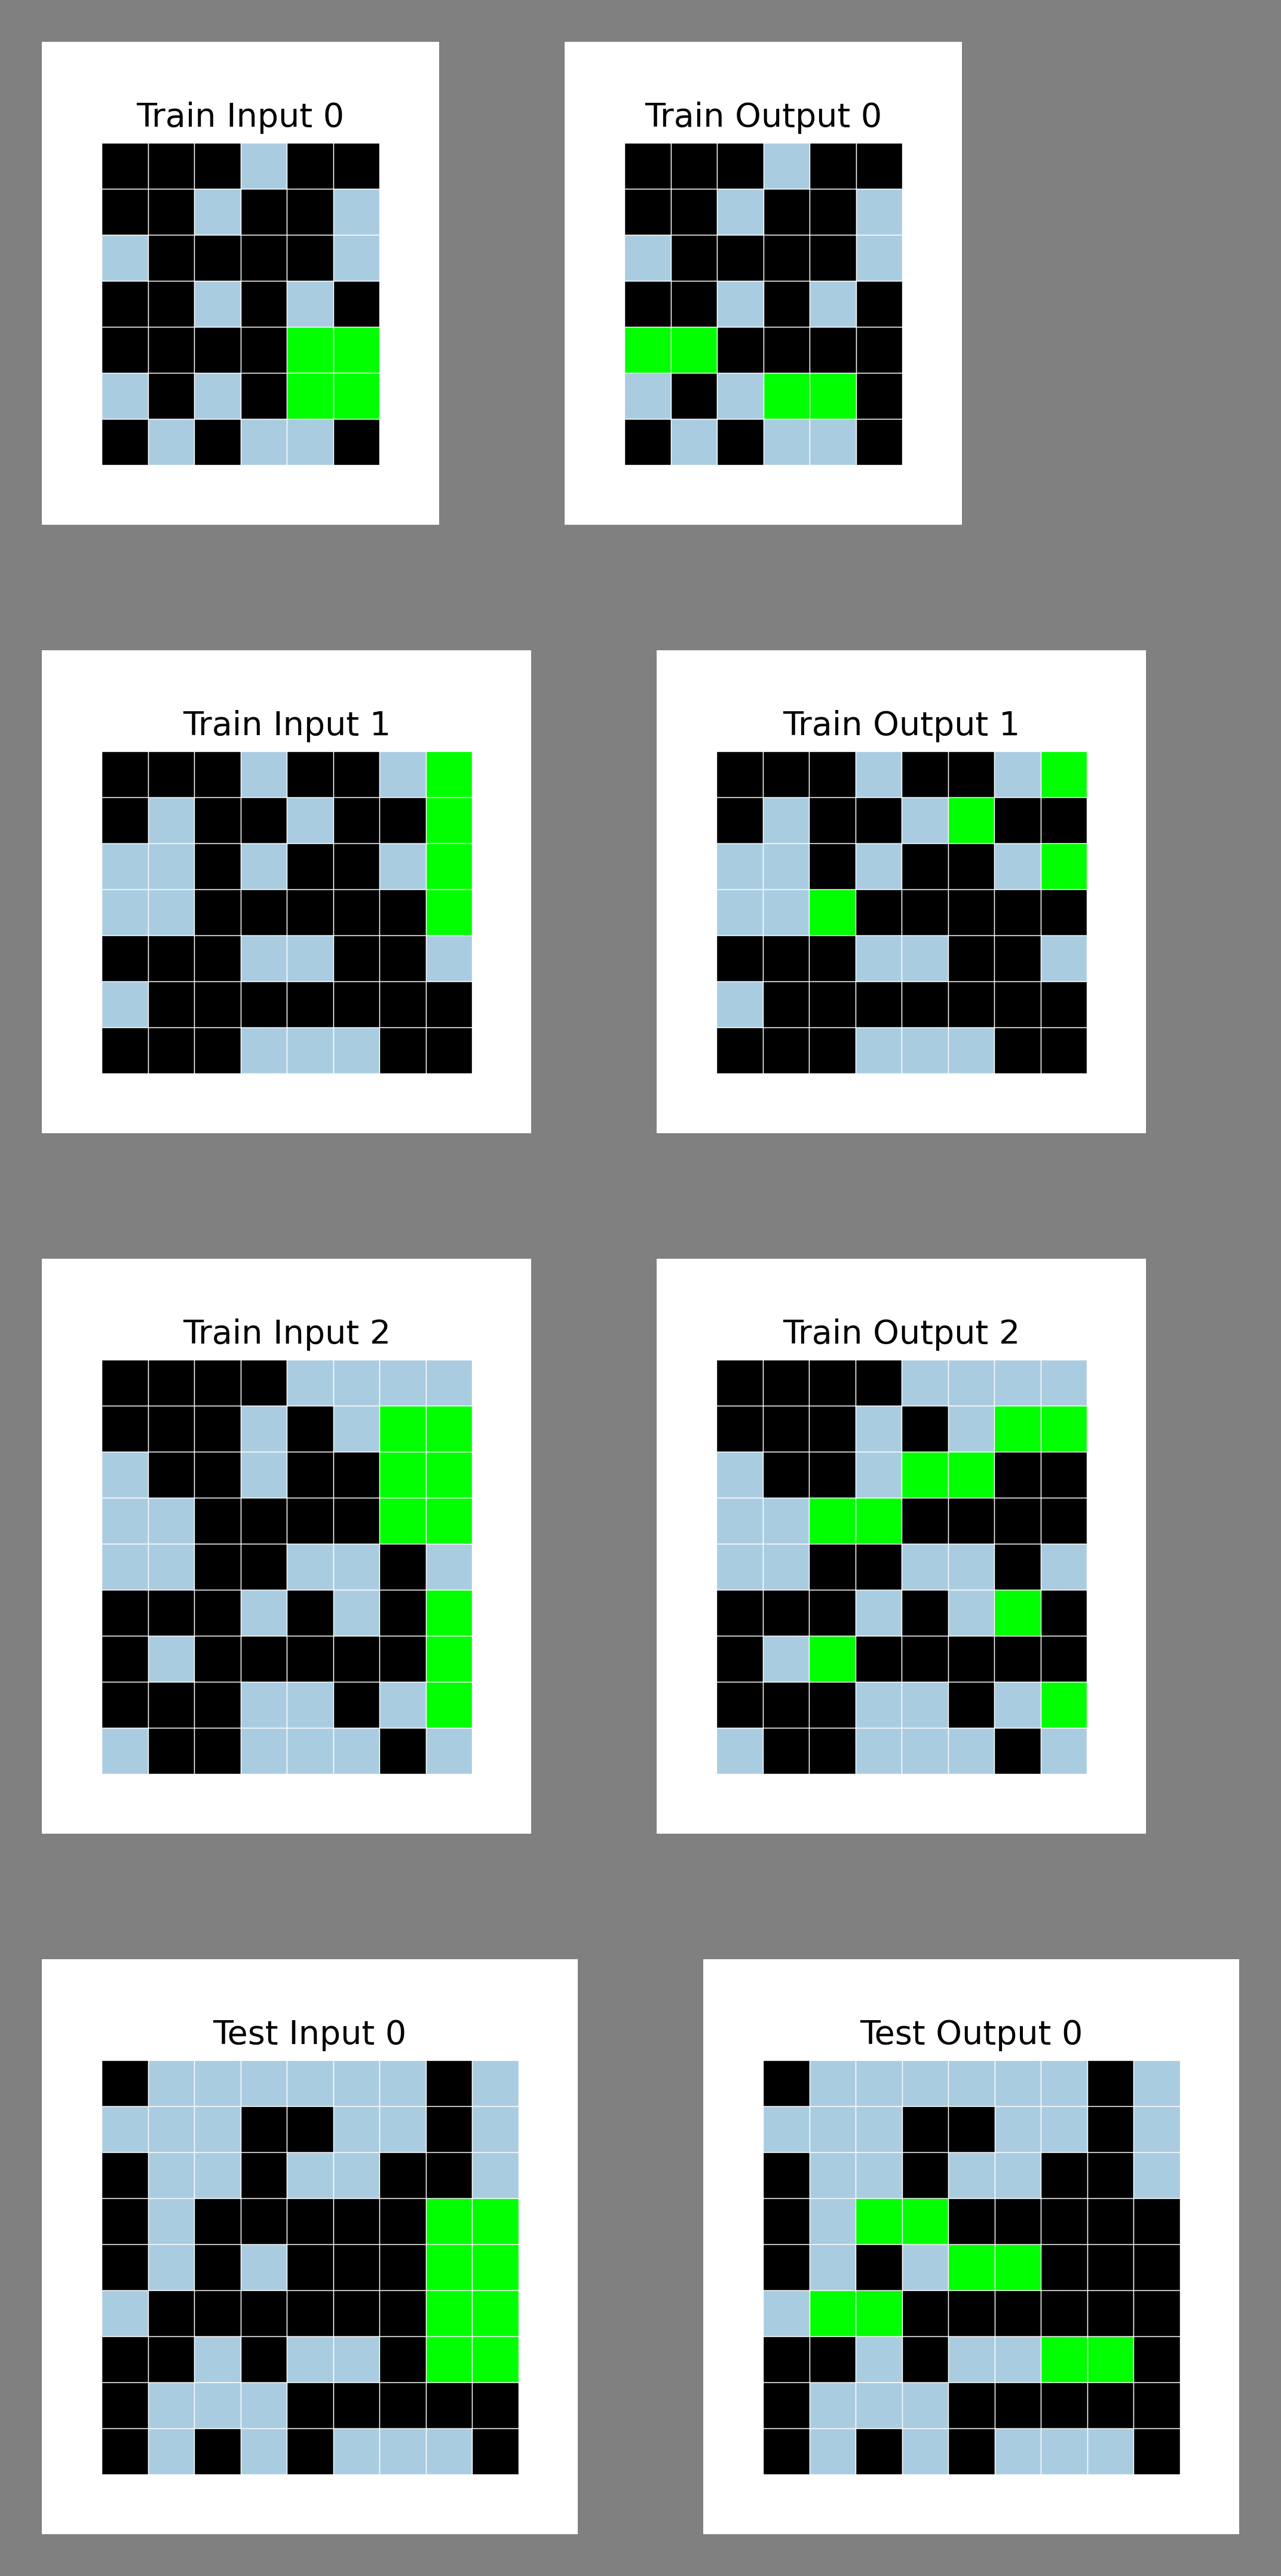 Train Input 0
Train Output 0
Train Input 1
Train Output 1
Train Input 2
Train Output 2
Test Input 0
Test Output 0